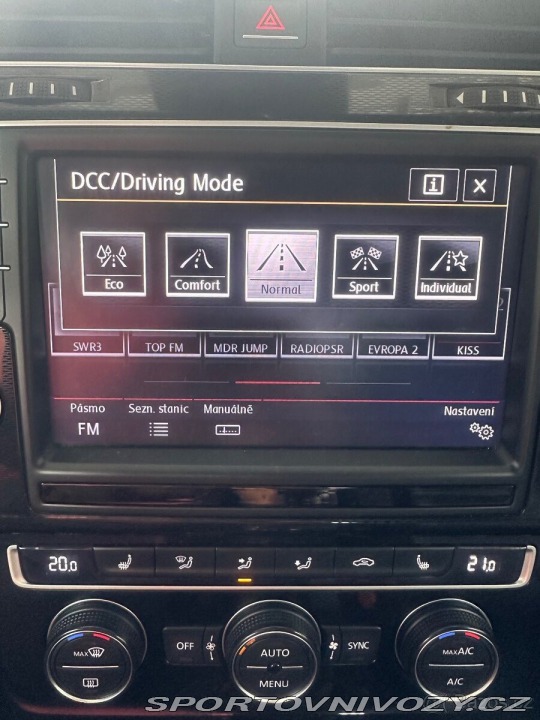 DCC/Driving Mode
i
Eco
Comfort
Normal
Sport
Individual
SWR3
TOP FM
MDR JUMP
RADIOPSR
EVROPA 2
KISS
Pásmo
Sezn. stanic
Manuálně
Nastavení
FM
20.0
21.0
MAX
OFF
AUTO
MENU
SYNC
MAX A/C
A/C
SPORTOVNIVOZY.CZ